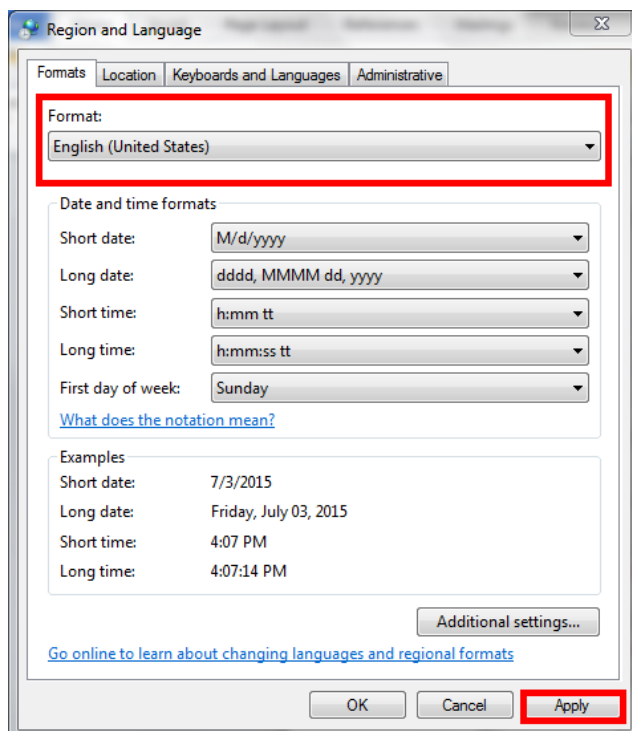 Region and Language
Formats Location Keyboards and Languages Administrative
Format:
English (United States)
Date and time formats
Short date: M/d/yyyy
Long date: dddd, MMMM dd, yyyy
Short time: h:mm tt
Long time: h:mm:ss tt
First day of week: Sunday
What does the notation mean?
Examples
Short date: 7/3/2015
Long date: Friday, July 03, 2015
Short time: 4:07 PM
Long time: 4:07:14 PM
Additional settings...
Go online to learn about changing languages and regional formats
OK Cancel Apply